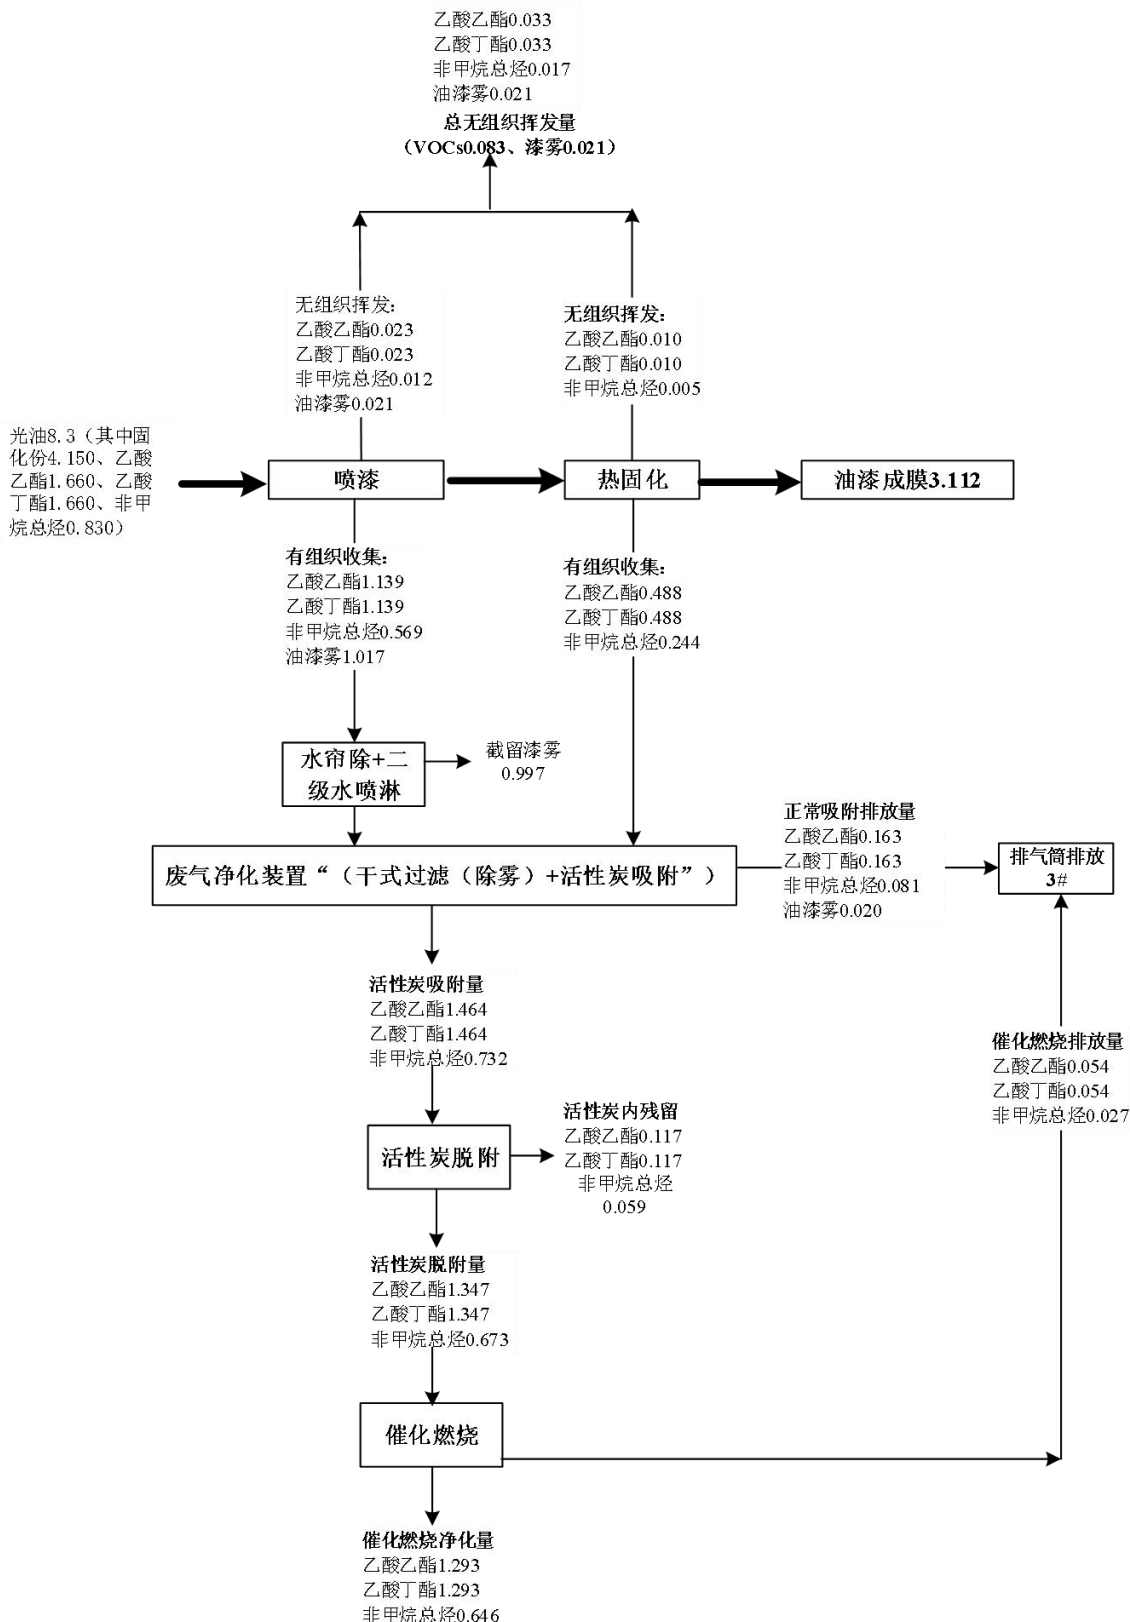 乙酸乙酯0.033
乙酸丁酯0.033
非甲烷总烃0.017
油漆雾0.021
总无组织挥发量
（VOCs0.083、漆雾0.021）
无组织挥发：
乙酸乙酯0.023
乙酸丁酯0.023
非甲烷总烃0.012
油漆雾0.021
无组织挥发：
乙酸乙酯0.010
乙酸丁酯0.010
非甲烷总烃0.005
光油8.3（其中固
化份4.150、乙酸
乙酯1.660、乙酸
丁酯1.660、非甲
烷总烃0.830）
喷漆
热固化
油漆成膜3.112
有组织收集：
乙酸乙酯1.139
乙酸丁酯1.139
非甲烷总烃0.569
油漆雾1.017
有组织收集：
乙酸乙酯0.488
乙酸丁酯0.488
非甲烷总烃0.244
水帘除+二
级水喷淋
截留漆雾
0.997
废气净化装置“（干式过滤（除雾）+活性炭吸附”）
正常吸附排放量
乙酸乙酯0.163
乙酸丁酯0.163
非甲烷总烃0.081
油漆雾0.020
排气筒排放
3#
活性炭吸附量
乙酸乙酯1.464
乙酸丁酯1.464
非甲烷总烃0.732
催化燃烧排放量
乙酸乙酯0.054
乙酸丁酯0.054
非甲烷总烃0.027
活性炭脱附
活性炭内残留
乙酸乙酯0.117
乙酸丁酯0.117
非甲烷总烃
0.059
活性炭脱附量
乙酸乙酯1.347
乙酸丁酯1.347
非甲烷总烃0.673
催化燃烧
催化燃烧净化量
乙酸乙酯1.293
乙酸丁酯1.293
非甲烷总烃0.646